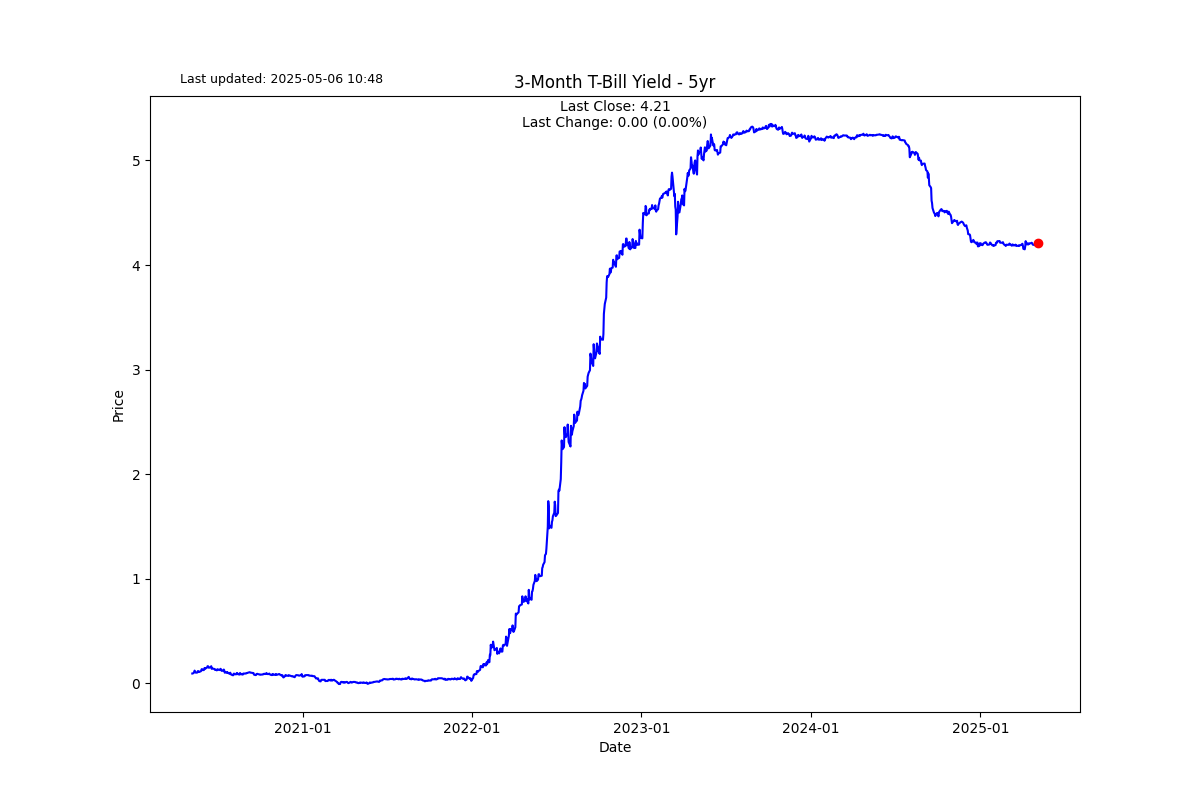 Last updated: 2025-05-06 10:48
3-Month T-Bill Yield - 5yr
Last Close: 4.21
Last Change: 0.00 (0.00%)
5
4
3
2
1
0
Price
2021-01
2022-01
2023-01
2024-01
2025-01
Date